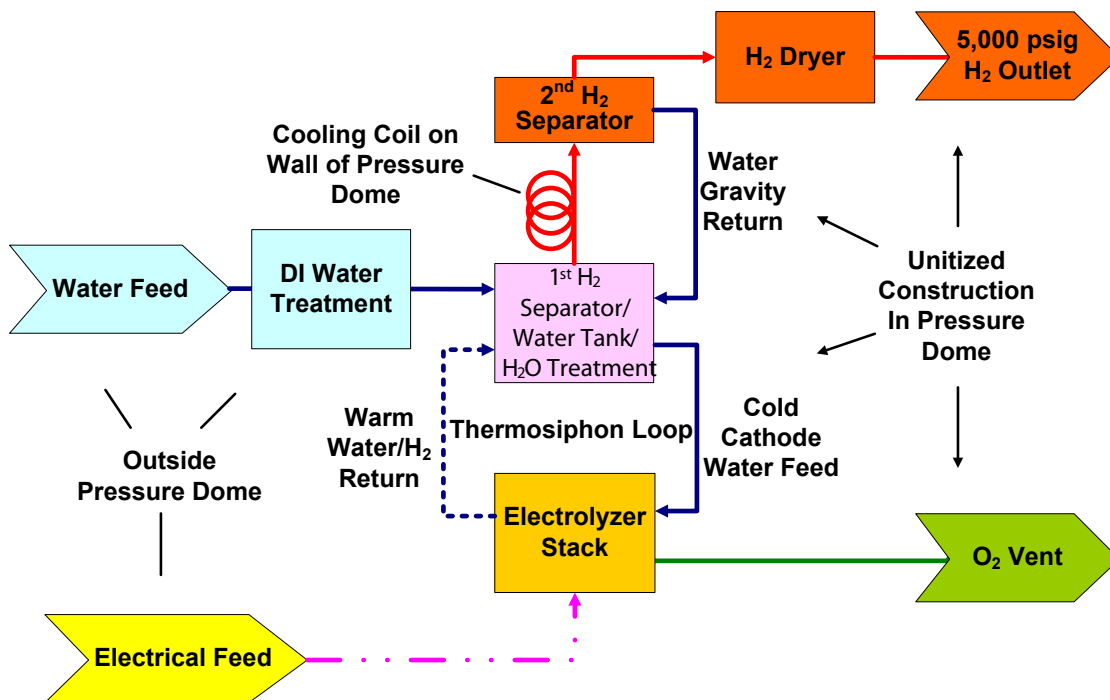 H₂ Dryer
5,000 psig
H₂ Outlet
2nd H₂
Separator
Cooling Coil on
Wall of Pressure
Dome
Water
Gravity
Return
Water Feed
DI Water
Treatment
1st H₂
Separator/
Water Tank/
H₂O Treatment
Unitized
Construction
In Pressure
Dome
Warm
Water/H₂
Return
Thermosiphon Loop
Cold
Cathode
Water Feed
Outside
Pressure Dome
Electrolyzer
Stack
O₂ Vent
Electrical Feed